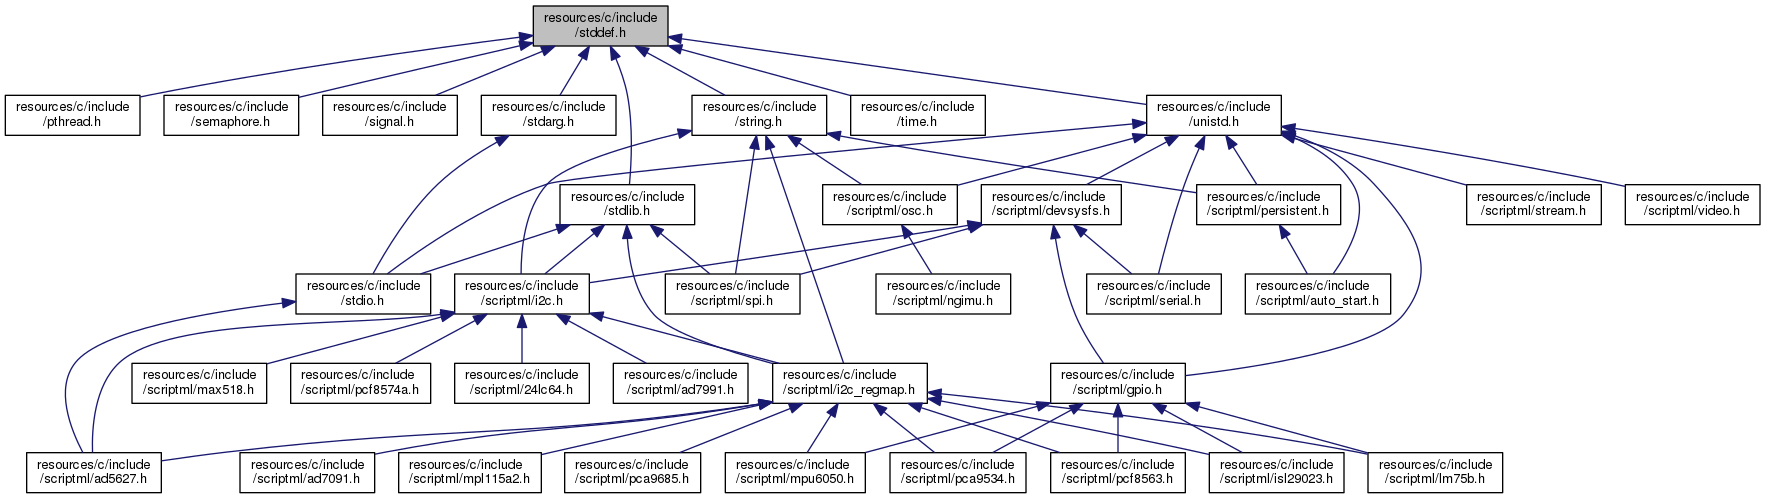 resources/c/include
/stddef.h
resources/c/include
/pthread.h
resources/c/include
/semaphore.h
resources/c/include
/signal.h
resources/c/include
/stdarg.h
resources/c/include
/string.h
resources/c/include
/time.h
resources/c/include
/unistd.h
resources/c/include
/stdlib.h
resources/c/include
/scriptml/osc.h
resources/c/include
/scriptml/devsysfs.h
resources/c/include
/scriptml/persistent.h
resources/c/include
/scriptml/stream.h
resources/c/include
/scriptml/video.h
resources/c/include
/stdio.h
resources/c/include
/scriptml/i2c.h
resources/c/include
/scriptml/spi.h
resources/c/include
/scriptml/ngimu.h
resources/c/include
/scriptml/serial.h
resources/c/include
/scriptml/auto_start.h
resources/c/include
/scriptml/max518.h
resources/c/include
/scriptml/pcf8574a.h
resources/c/include
/scriptml/24lc64.h
resources/c/include
/scriptml/ad7991.h
resources/c/include
/scriptml/i2c_regmap.h
resources/c/include
/scriptml/gpio.h
resources/c/include
/scriptml/ad5627.h
resources/c/include
/scriptml/ad7091.h
resources/c/include
/scriptml/mpl115a2.h
resources/c/include
/scriptml/pca9685.h
resources/c/include
/scriptml/mpu6050.h
resources/c/include
/scriptml/pca9534.h
resources/c/include
/scriptml/pcf8563.h
resources/c/include
/scriptml/isl29023.h
resources/c/include
/scriptml/lm75b.h